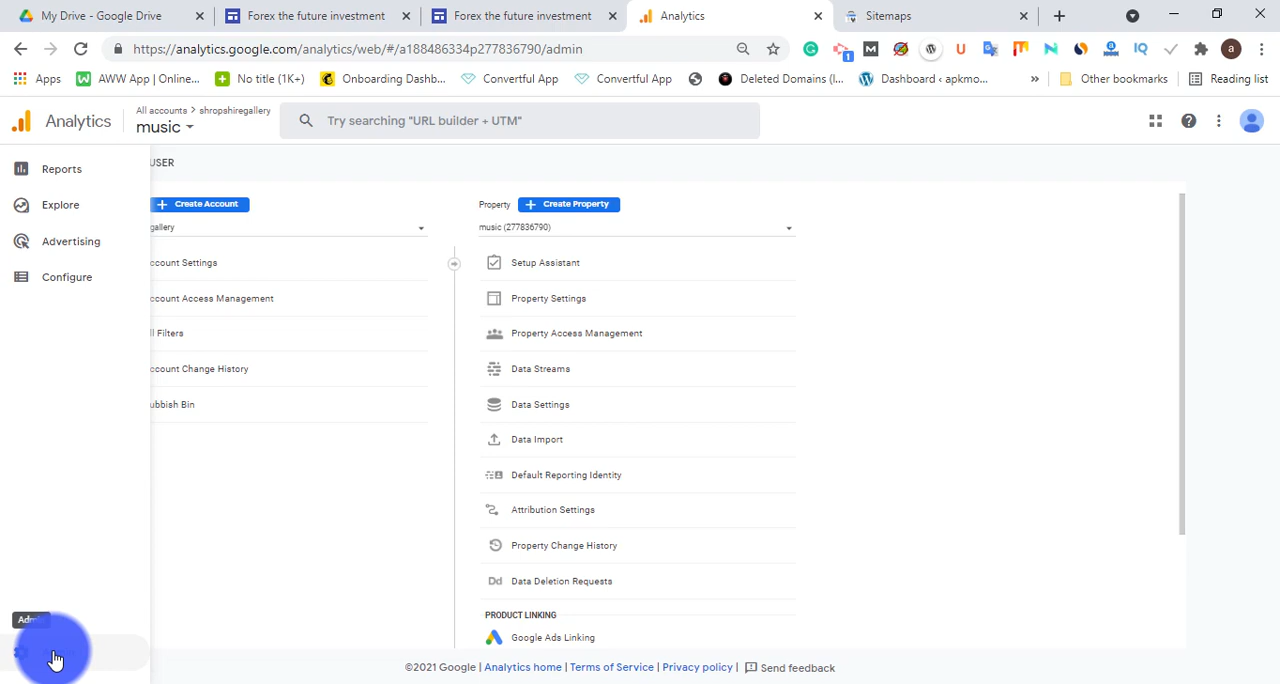 My Drive - Google Drive
Forex the future investment
Forex the future investment
Analytics
Sitemaps
https://analytics.google.com/analytics/web/#/a188486334p277836790/admin
1
M
U
IQ
a
Apps
AWW App | Online...
No title (1K+)
Onboarding Dashb...
Convertful App
Convertful App
Deleted Domains (l...
Dashboard ‹ apkmo...
»
Other bookmarks
Reading list
Analytics
All accounts > shropshiregallery
music
Try searching "URL builder + UTM"
Reports
Explore
Advertising
Configure
USER
+ Create Account
gallery
ccount Settings
ccount Access Management
ll Filters
ccount Change History
ubbish Bin
Property + Create Property
music (277836790)
Setup Assistant
Property Settings
Property Access Management
Data Streams
Data Settings
Data Import
Default Reporting Identity
Attribution Settings
Property Change History
Dd Data Deletion Requests
PRODUCT LINKING
Google Ads Linking
©2021 Google | Analytics home | Terms of Service | Privacy policy | Send feedback